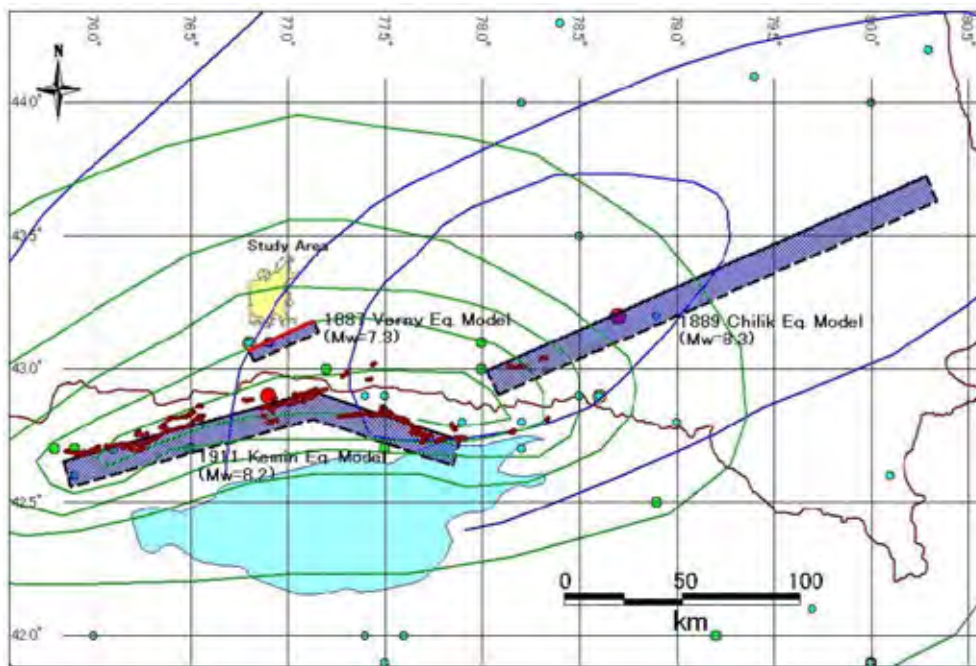 76.0°
76.5°
77.0°
77.5°
78.0°
78.5°
79.0°
79.5°
80.0°
80.5°
N
44.0°
43.5°
Study Area
1887 Verny Eq. Model
(Mw=7.3)
1889 Chilik Eq. Model
(Mw=8.3)
43.0°
1911 Kemin Eq. Model
(Mw=8.2)
42.5°
0 50 100
km
42.0°